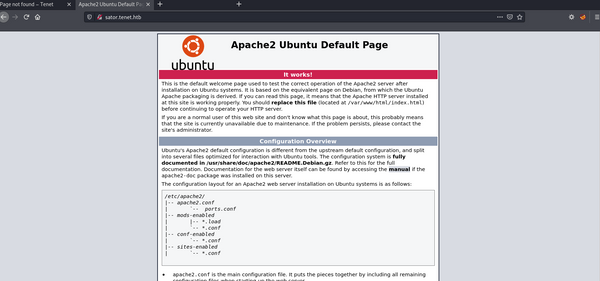 Page not found – Tenet
Apache2 Ubuntu Default Pa
sator.tenet.htb
ubuntu
Apache2 Ubuntu Default Page
It works!
This is the default welcome page used to test the correct operation of the Apache2 server after
installation on Ubuntu systems. It is based on the equivalent page on Debian, from which the Ubuntu
Apache packaging is derived. If you can read this page, it means that the Apache HTTP server installed
at this site is working properly. You should replace this file (located at /var/www/html/index.html)
before continuing to operate your HTTP server.
If you are a normal user of this web site and don't know what this page is about, this probably means
that the site is currently unavailable due to maintenance. If the problem persists, please contact the
site's administrator.
Configuration Overview
Ubuntu's Apache2 default configuration is different from the upstream default configuration, and split
into several files optimized for interaction with Ubuntu tools. The configuration system is fully
documented in /usr/share/doc/apache2/README.Debian.gz. Refer to this for the full
documentation. Documentation for the web server itself can be found by accessing the manual if the
apache2-doc package was installed on this server.
The configuration layout for an Apache2 web server installation on Ubuntu systems is as follows:
/etc/apache2/
|-- apache2.conf
|       `--  ports.conf
|-- mods-enabled
|       |-- *.load
|       `-- *.conf
|-- conf-enabled
|       `-- *.conf
|-- sites-enabled
|       `-- *.conf
• apache2.conf is the main configuration file. It puts the pieces together by including all remaining
configuration files when starting up the web server.